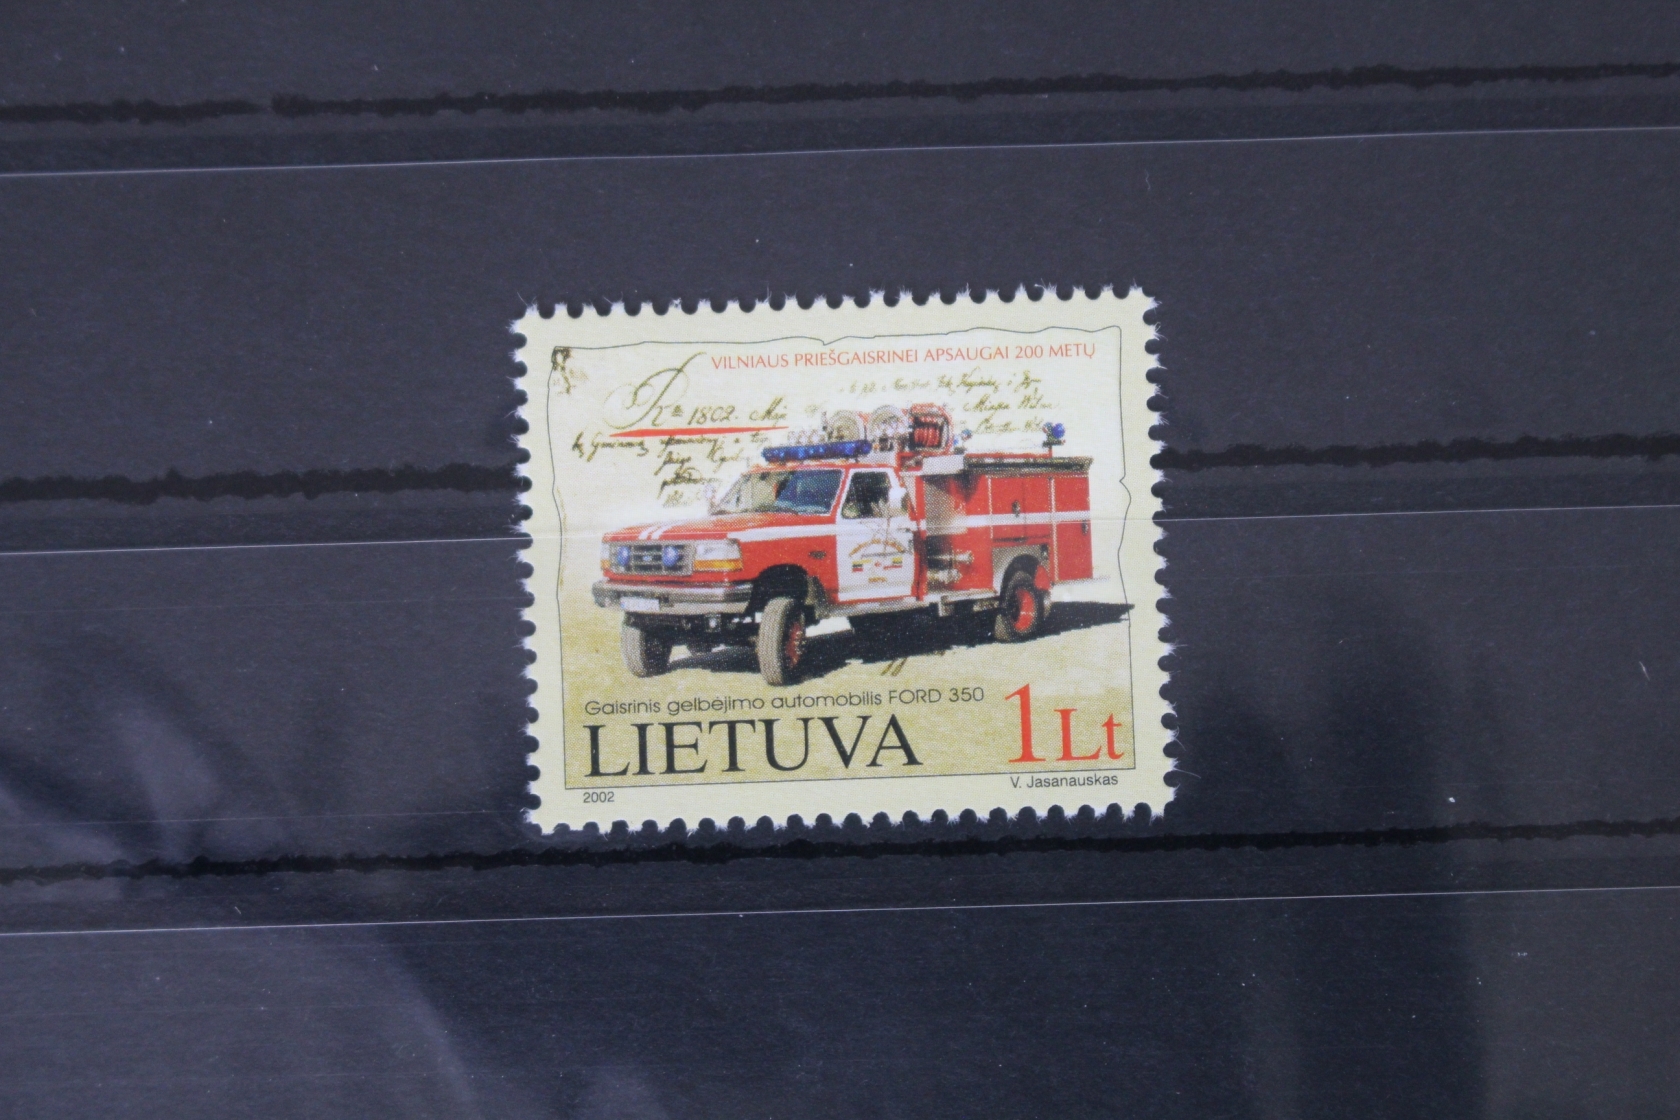 VILNIAUS PRIEŠGAISRINEI APSAUGAI 200 METŲ
1802.
Gaisrinis gelbėjimo automobilis FORD 350
LIETUVA 1Lt
2002 V. Jasanauskas